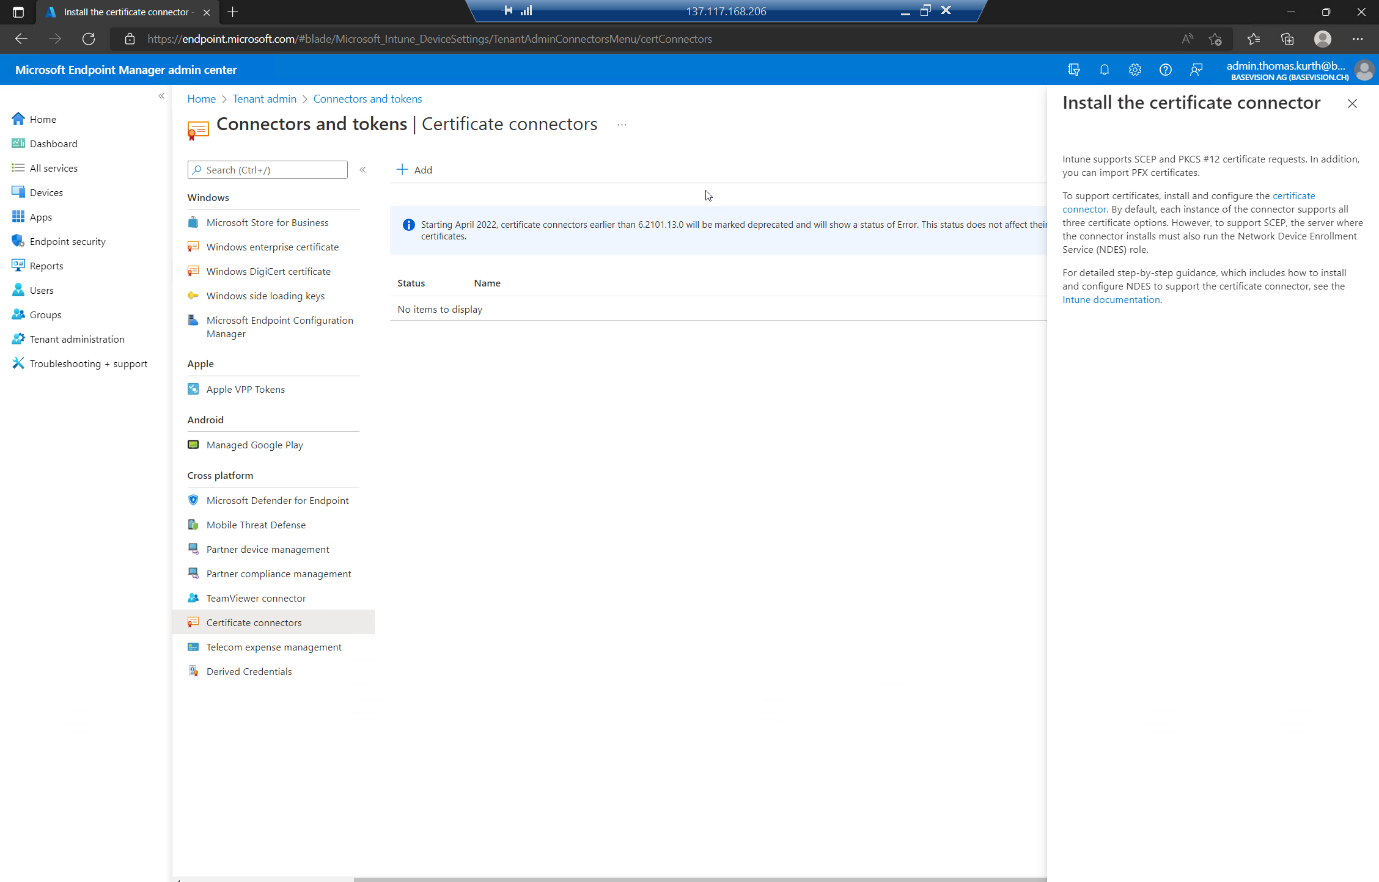 Install the certificate connector -
137.117.168.206
https://endpoint.microsoft.com/#blade/Microsoft_Intune_DeviceSettings/TenantAdminConnectorsMenu/certConnectors
Microsoft Endpoint Manager admin center
admin.thomas.kurth@b...
BASEVISION AG (BASEVISION.CH)
Home
Dashboard
All services
Devices
Apps
Endpoint security
Reports
Users
Groups
Tenant administration
Troubleshooting + support
Home > Tenant admin > Connectors and tokens
Connectors and tokens | Certificate connectors ...
Search (Ctrl+/)
Windows
Microsoft Store for Business
Windows enterprise certificate
Windows DigiCert certificate
Windows side loading keys
Microsoft Endpoint Configuration
Manager
Apple
Apple VPP Tokens
Android
Managed Google Play
Cross platform
Microsoft Defender for Endpoint
Mobile Threat Defense
Partner device management
Partner compliance management
TeamViewer connector
Certificate connectors
Telecom expense management
Derived Credentials
+ Add
Starting April 2022, certificate connectors earlier than 6.2101.13.0 will be marked deprecated and will show a status of Error. This status does not affect their
certificates.
Status Name
No items to display
Install the certificate connector
Intune supports SCEP and PKCS #12 certificate requests. In addition,
you can import PFX certificates.
To support certificates, install and configure the certificate
connector. By default, each instance of the connector supports all
three certificate options. However, to support SCEP, the server where
the connector installs must also run the Network Device Enrollment
Service (NDES) role.
For detailed step-by-step guidance, which includes how to install
and configure NDES to support the certificate connector, see the
Intune documentation.